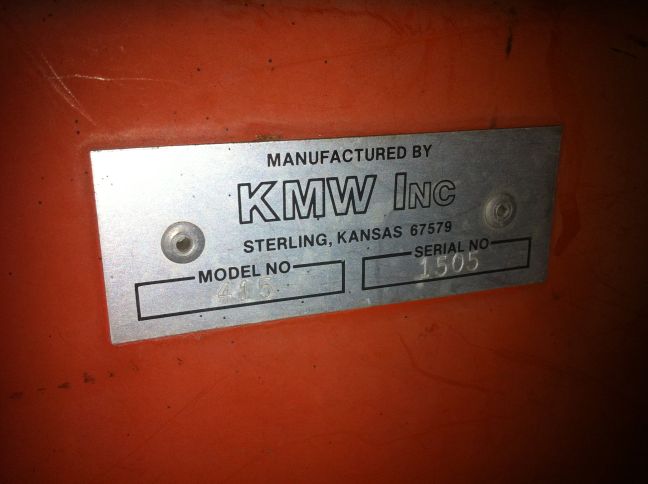 MANUFACTURED BY
KMW INC
STERLING, KANSAS 67579
MODEL NO
415
SERIAL NO
1505